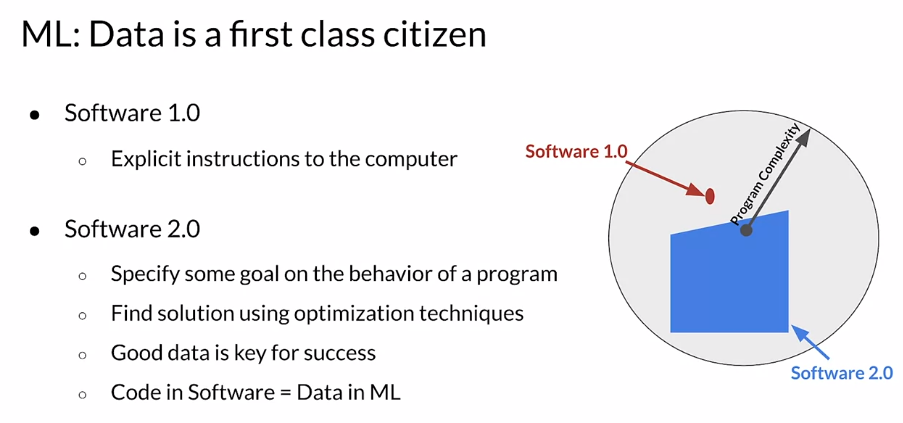 ML: Data is a first class citizen
● Software 1.0
○ Explicit instructions to the computer
● Software 2.0
○ Specify some goal on the behavior of a program
○ Find solution using optimization techniques
○ Good data is key for success
○ Code in Software = Data in ML
Software 1.0
Program Complexity
Software 2.0